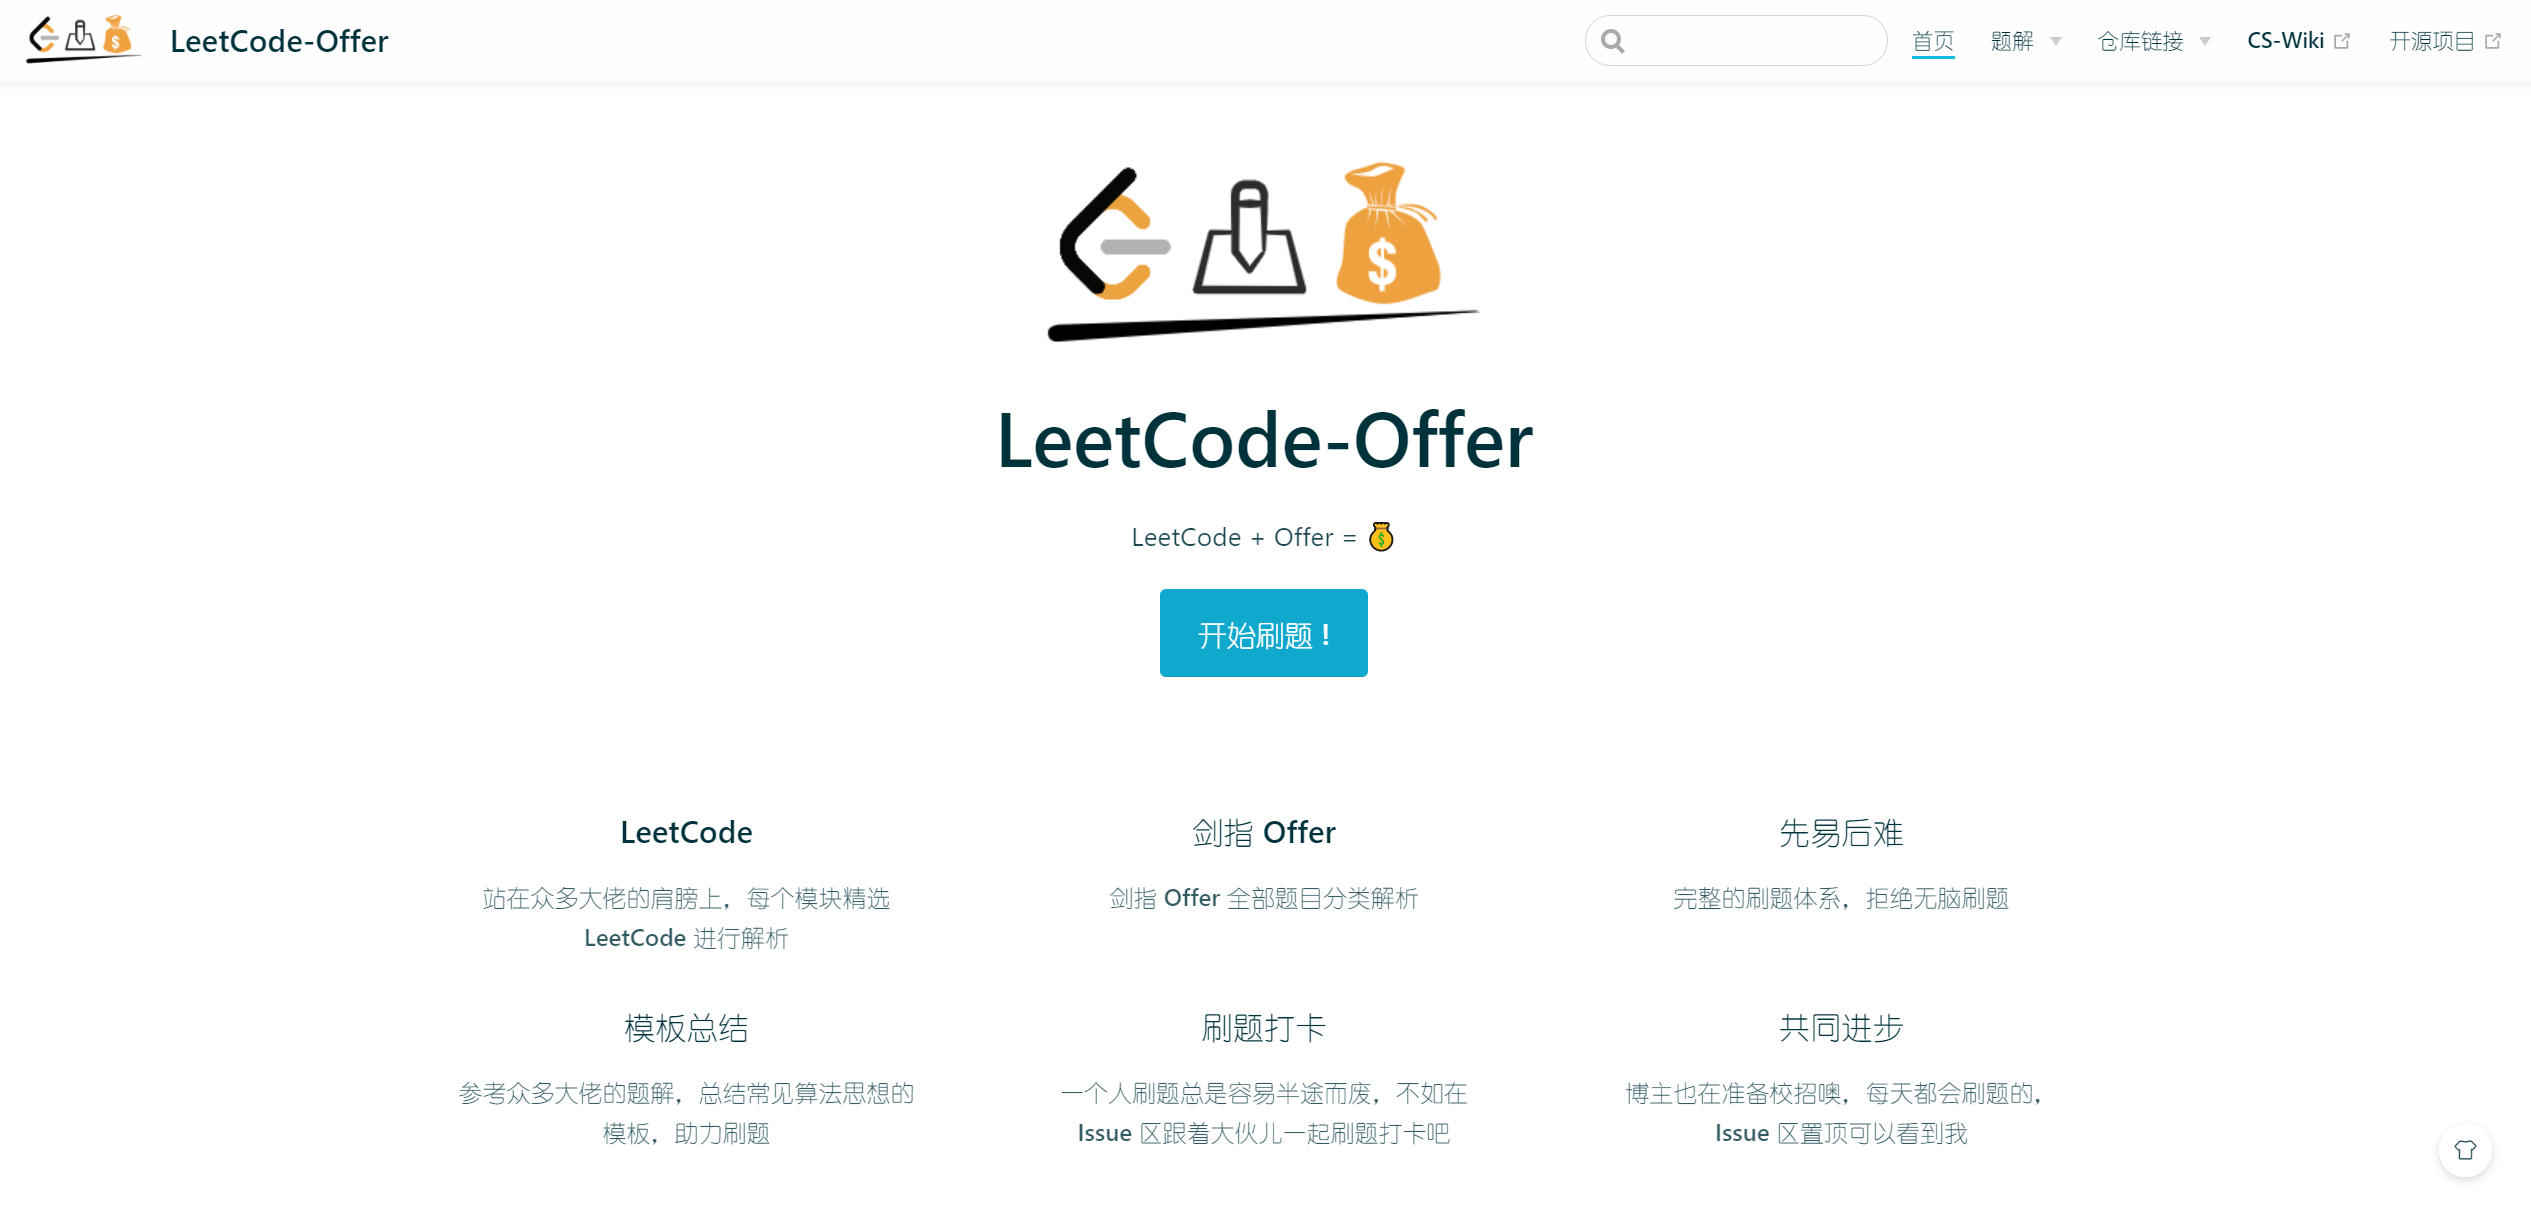 LeetCode-Offer
首页 题解 仓库链接 CS-Wiki 开源项目
LeetCode-Offer
LeetCode + Offer = 💰
开始刷题！
LeetCode
站在众多大佬的肩膀上，每个模块精选
LeetCode 进行解析
剑指 Offer
剑指 Offer 全部题目分类解析
先易后难
完整的刷题体系，拒绝无脑刷题
模板总结
参考众多大佬的题解，总结常见算法思想的
模板，助力刷题
刷题打卡
一个人刷题总是容易半途而废，不如在
Issue 区跟着大伙儿一起刷题打卡吧
共同进步
博主也在准备校招噢，每天都会刷题的，
Issue 区置顶可以看到我